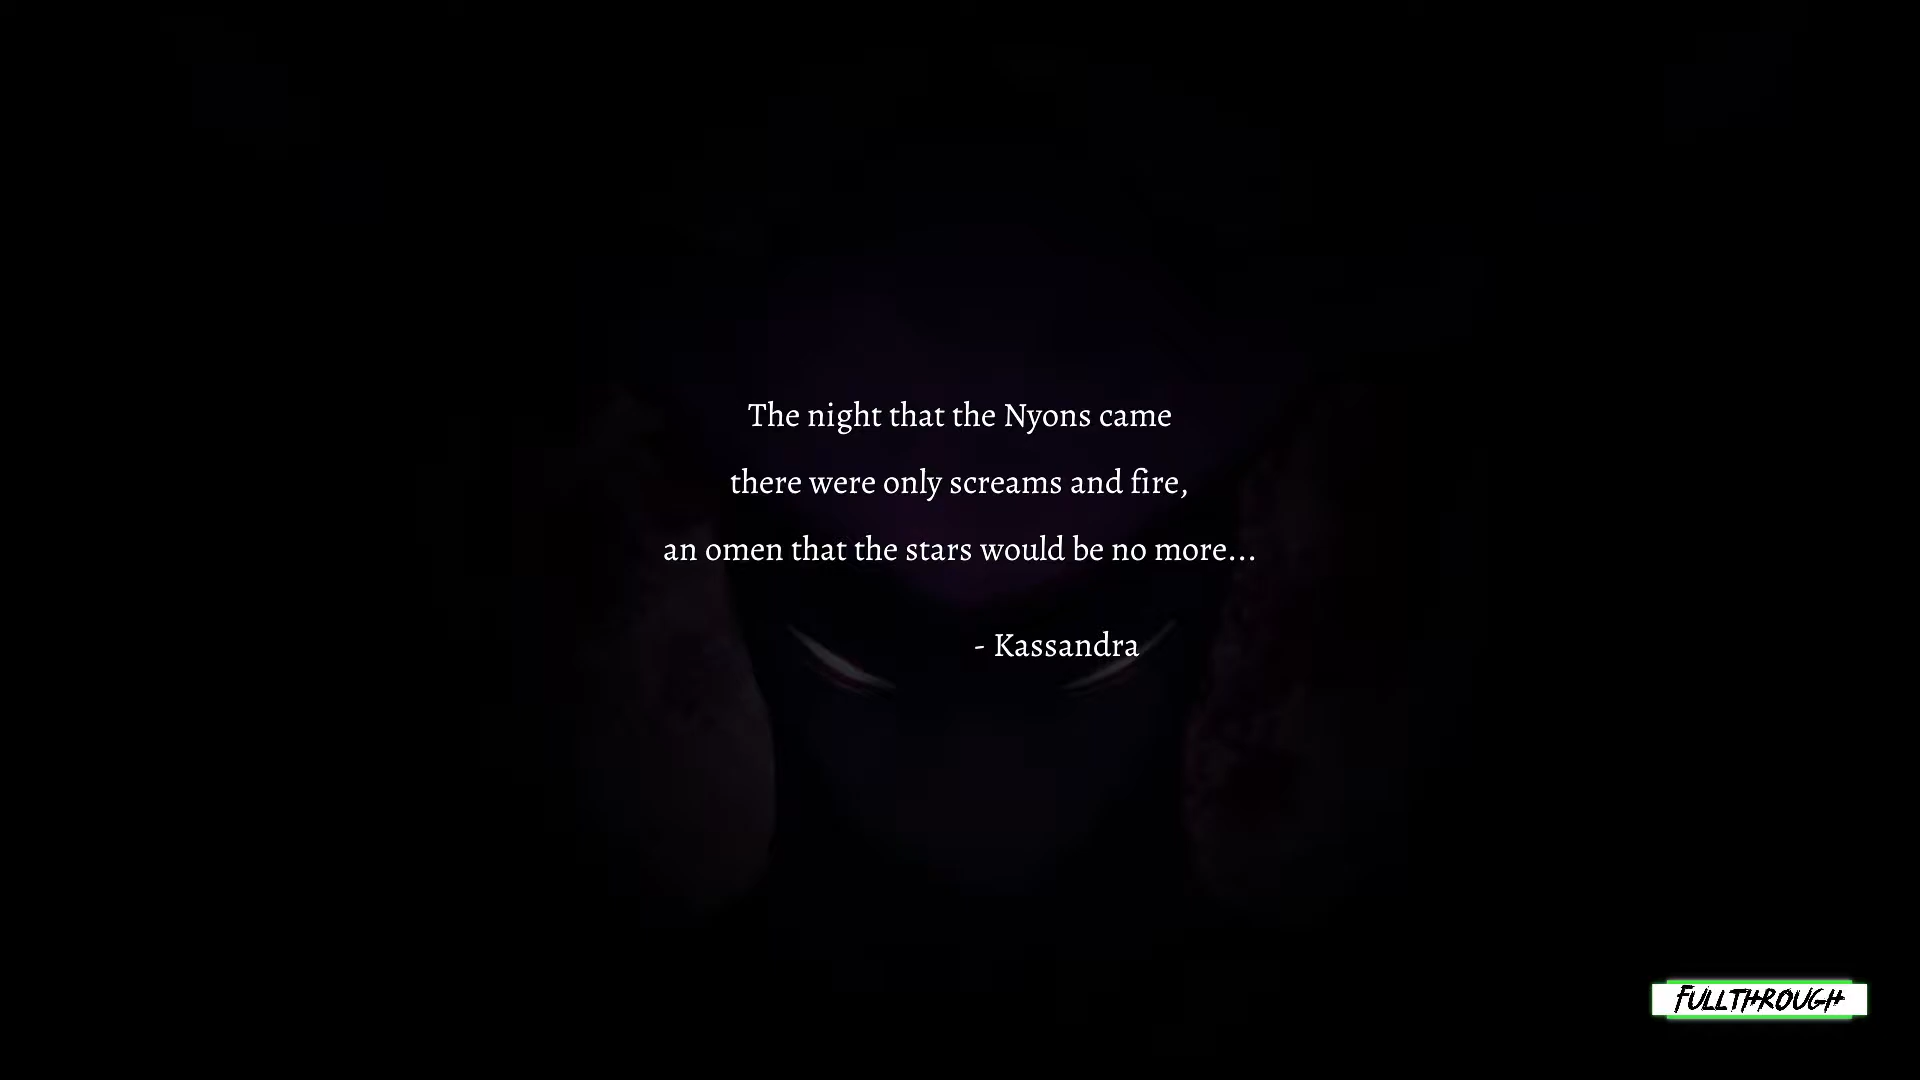 The night that the Nyons came
there were only screams and fire,
an omen that the stars would be no more...
- Kassandra
FULLTHROUGH